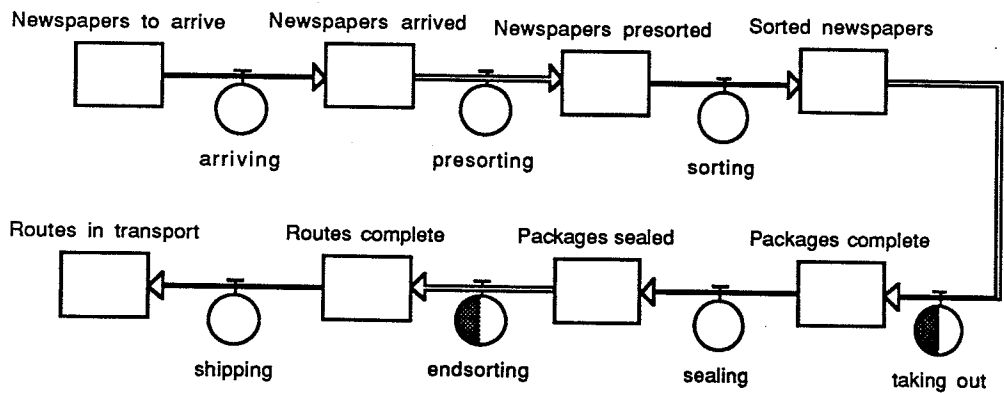 Newspapers to arrive
Newspapers arrived
Newspapers presorted
Sorted newspapers
arriving
presorting
sorting
Routes in transport
Routes complete
Packages sealed
Packages complete
shipping
endsorting
sealing
taking out